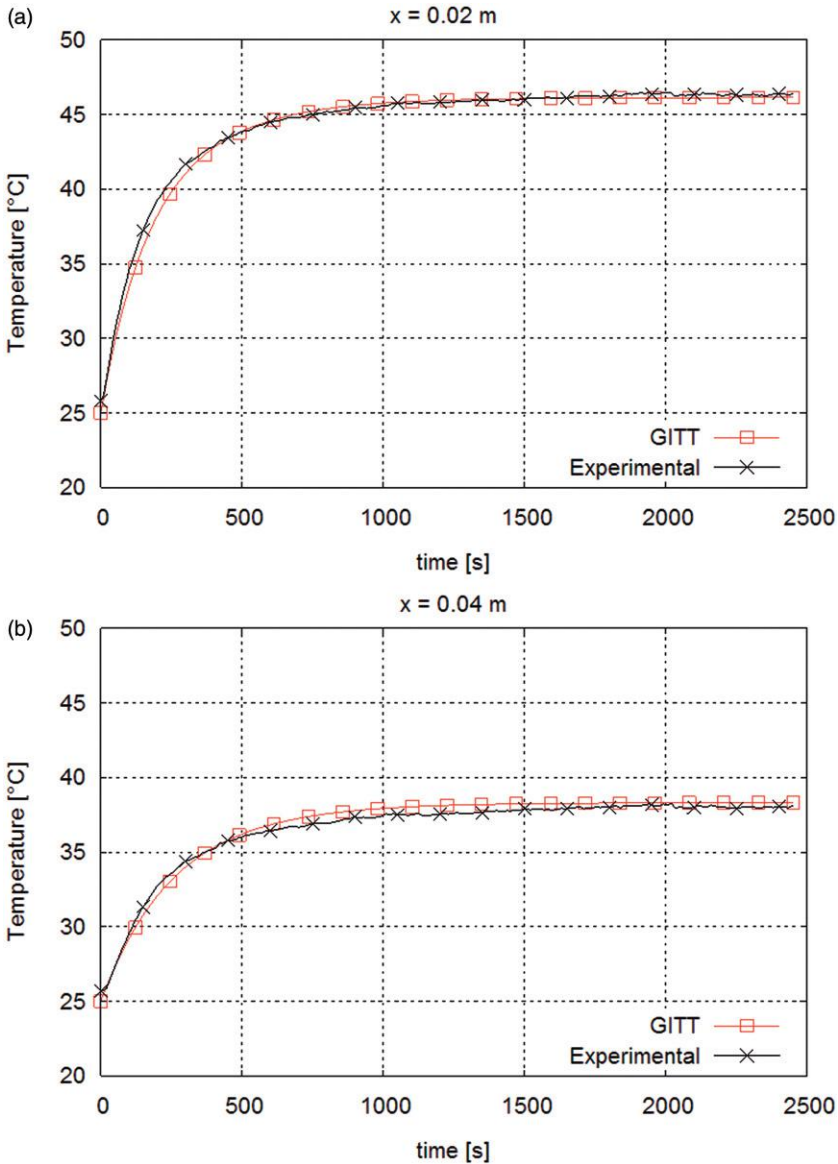 (a)
x = 0.02 m
50
45
40
35
30
25
20
Temperature [°C]
GITT
Experimental
0 500 1000 1500 2000 2500
time [s]
(b)
x = 0.04 m
50
45
40
35
30
25
20
Temperature [°C]
GITT
Experimental
0 500 1000 1500 2000 2500
time [s]